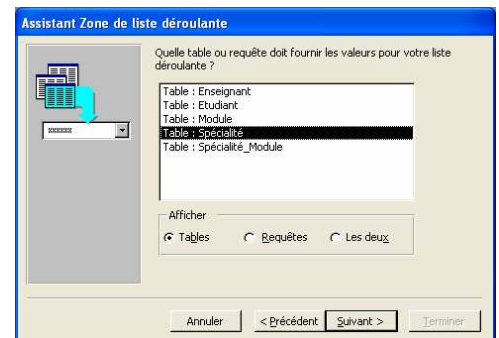 Assistant Zone de liste déroulante
Quelle table ou requête doit fournir les valeurs pour votre liste
déroulante ?
Table : Enseignant
Table : Etudiant
Table : Module
Table : Spécialité
Table : Spécialité_Module
xxxxx
Afficher
Tables Requêtes Les deux
Annuler < Précédent Suivant > Terminer